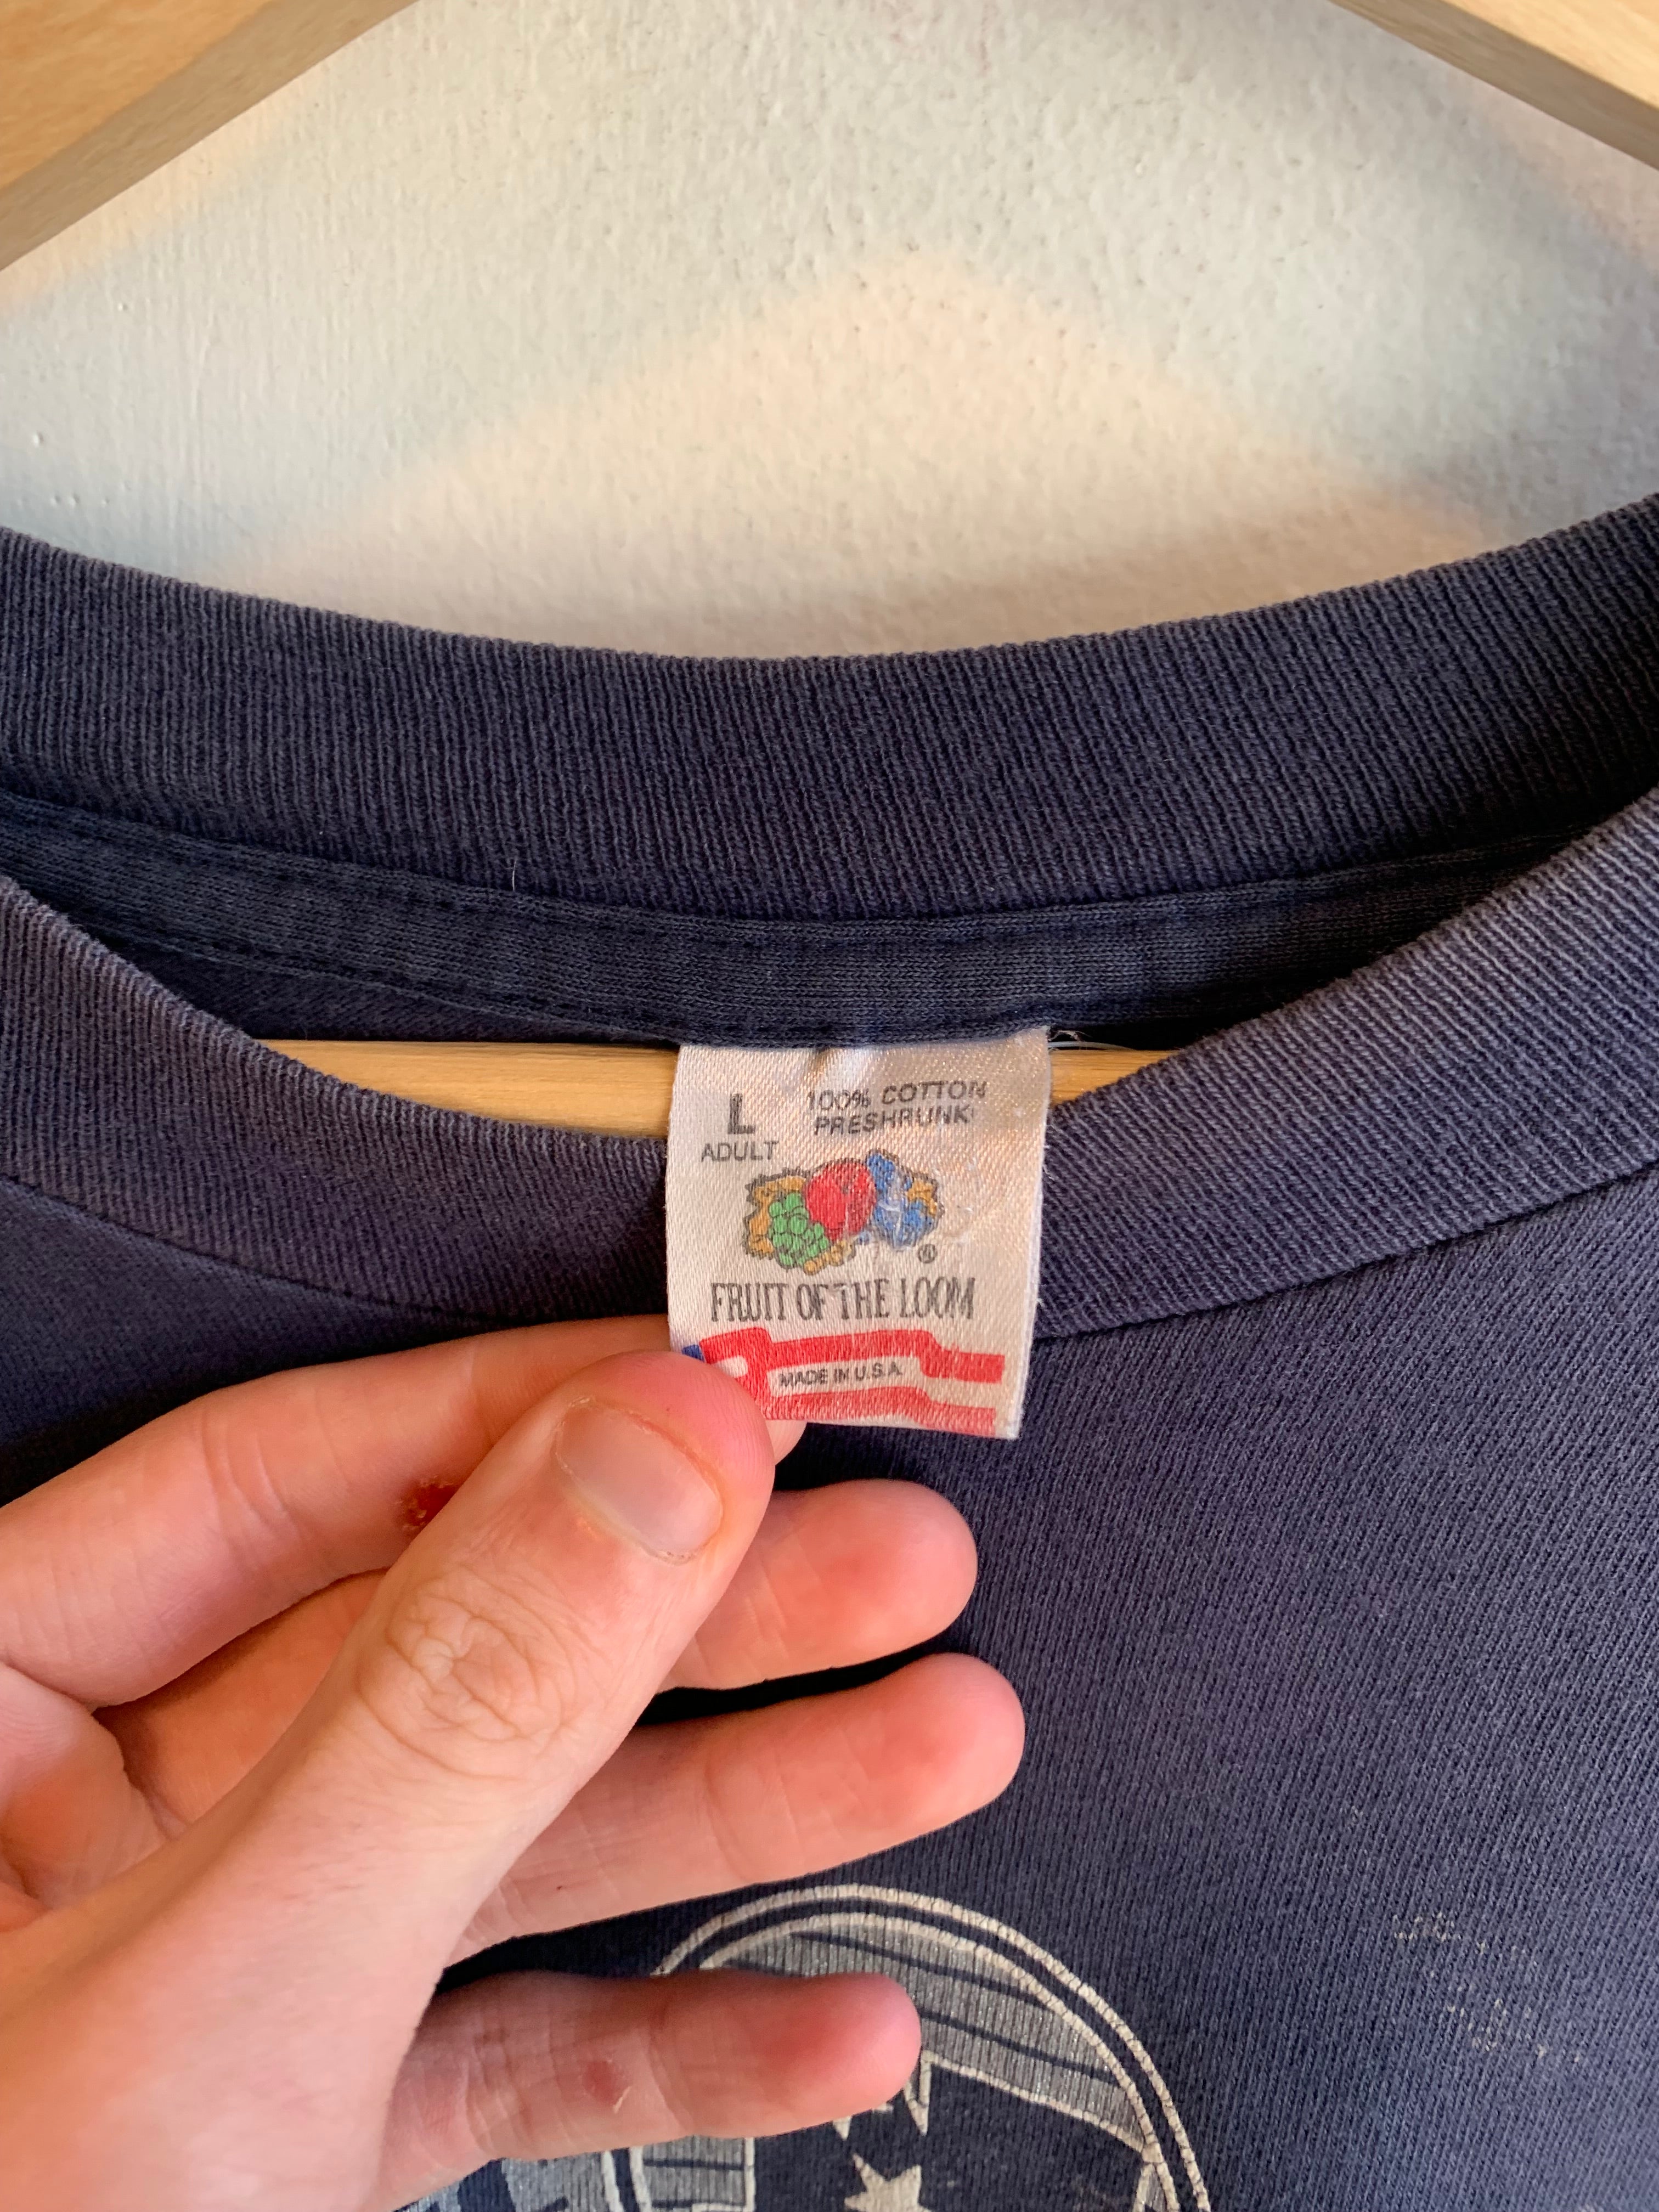 L
ADULT
100% COTTON
PRESHRUNK
®
FRUIT OF THE LOOM
MADE IN U.S.A.